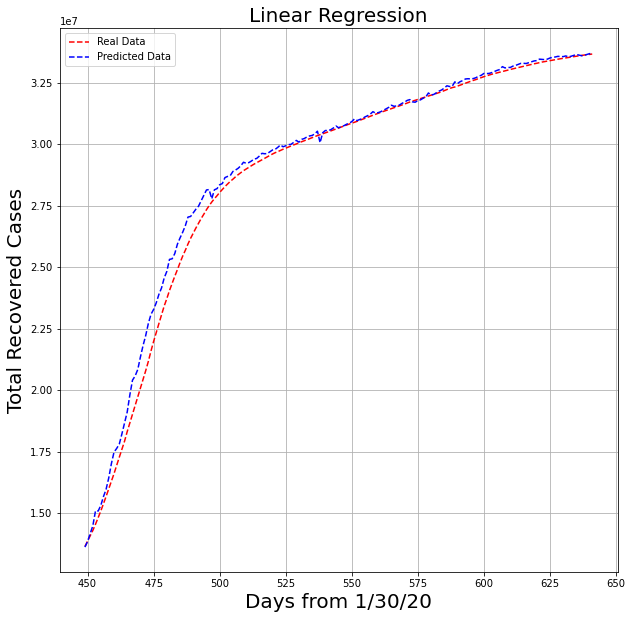 Linear Regression
1e7
Real Data
Predicted Data
Total Recovered Cases
3.25
3.00
2.75
2.50
2.25
2.00
1.75
1.50
450 475 500 525 550 575 600 625 650
Days from 1/30/20